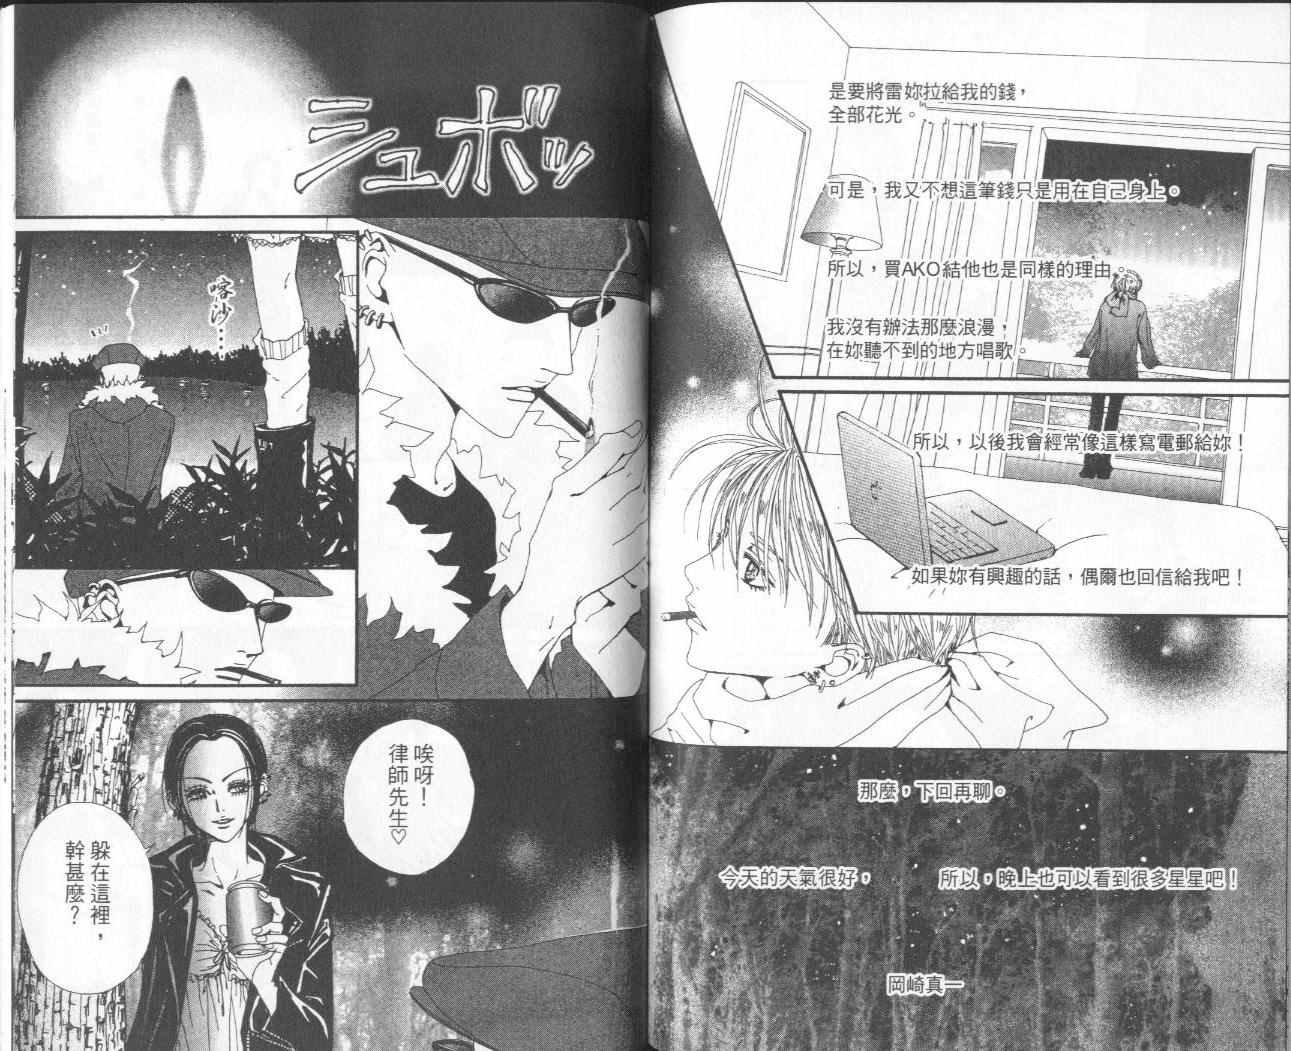 是要將雷妳拉給我的錢，
全部花光。
可是，我又不想這筆錢只是用在自己身上。
所以，買AKO結他也是同樣的理由。
我沒有辦法那麼浪漫，
在妳聽不到的地方唱歌。
所以，以後我會經常像這樣寫電郵給妳！
如果妳有興趣的話，偶爾也回信給我吧！
那麼，下回再聊。
今天的天氣很好，
所以，晚上也可以看到很多星星吧！
岡崎真一
シュボッ
喀沙…
唉呀！
律師先生♡
躲在這裡，
幹甚麼？